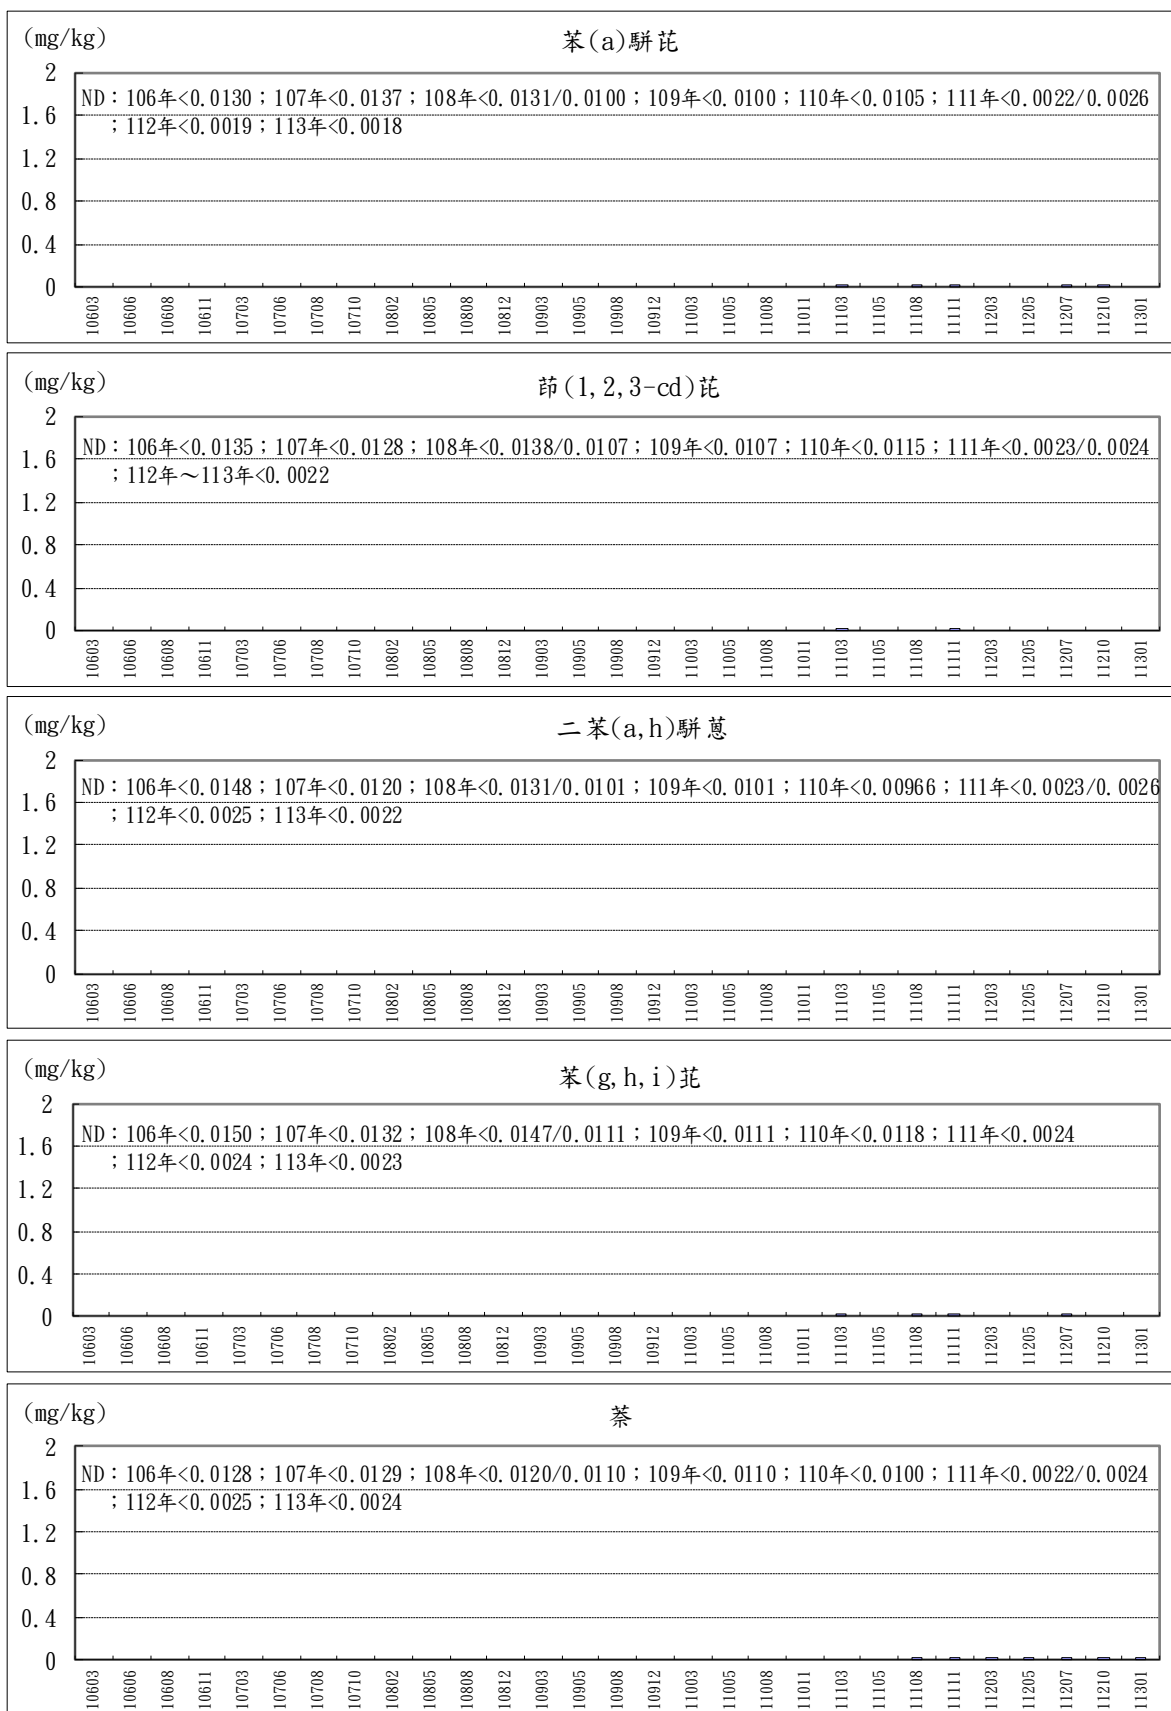 (mg/kg)
苯(a)駢芘
2
ND：106年<0.0130；107年<0.0137；108年<0.0131/0.0100；109年<0.0100；110年<0.0105；111年<0.0022/0.0026
；112年<0.0019；113年<0.0018
1.6
1.2
0.8
0.4
0
10603 10606 10608 10611 10703 10706 10708 10710 10802 10805 10808 10812 10903 10905 10908 10912 11003 11005 11008 11011 11103 11105 11108 11111 11203 11205 11207 11210 11301
(mg/kg)
茚(1,2,3-cd)芘
2
ND：106年<0.0135；107年<0.0128；108年<0.0138/0.0107；109年<0.0107；110年<0.0115；111年<0.0023/0.0024
1.6
；112年～113年<0.0022
1.2
0.8
0.4
0
10603 10606 10608 10611 10703 10706 10708 10710 10802 10805 10808 10812 10903 10905 10908 10912 11003 11005 11008 11011 11103 11105 11108 11111 11203 11205 11207 11210 11301
(mg/kg)
二苯(a,h)駢蒽
2
ND：106年<0.0148；107年<0.0120；108年<0.0131/0.0101；109年<0.0101；110年<0.00966；111年<0.0023/0.0026
1.6
；112年<0.0025；113年<0.0022
1.2
0.8
0.4
0
10603 10606 10608 10611 10703 10706 10708 10710 10802 10805 10808 10812 10903 10905 10908 10912 11003 11005 11008 11011 11103 11105 11108 11111 11203 11205 11207 11210 11301
(mg/kg)
苯(g,h,i)苝
2
ND：106年<0.0150；107年<0.0132；108年<0.0147/0.0111；109年<0.0111；110年<0.0118；111年<0.0024
1.6
；112年<0.0024；113年<0.0023
1.2
0.8
0.4
0
10603 10606 10608 10611 10703 10706 10708 10710 10802 10805 10808 10812 10903 10905 10908 10912 11003 11005 11008 11011 11103 11105 11108 11111 11203 11205 11207 11210 11301
(mg/kg)
萘
2
ND：106年<0.0128；107年<0.0129；108年<0.0120/0.0110；109年<0.0110；110年<0.0100；111年<0.0022/0.0024
1.6
；112年<0.0025；113年<0.0024
1.2
0.8
0.4
0
10603 10606 10608 10611 10703 10706 10708 10710 10802 10805 10808 10812 10903 10905 10908 10912 11003 11005 11008 11011 11103 11105 11108 11111 11203 11205 11207 11210 11301